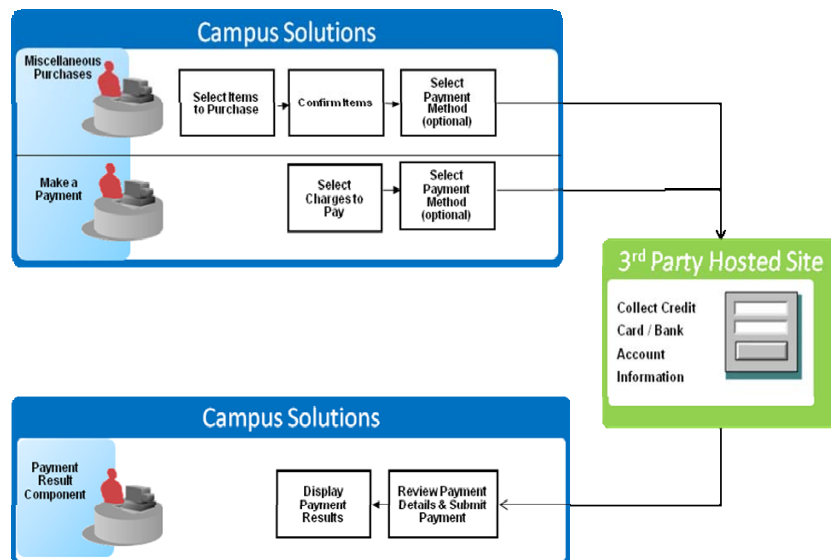 Campus Solutions
Miscellaneous
Purchases
Select Items
to Purchase
Confirm Items
Select
Payment
Method
(optional)
Make a
Payment
Select
Charges to
Pay
Select
Payment
Method
(optional)
3rd Party Hosted Site
Collect Credit
Card / Bank
Account
Information
Campus Solutions
Payment
Result
Component
Display
Payment
Results
Review Payment
Details & Submit
Payment